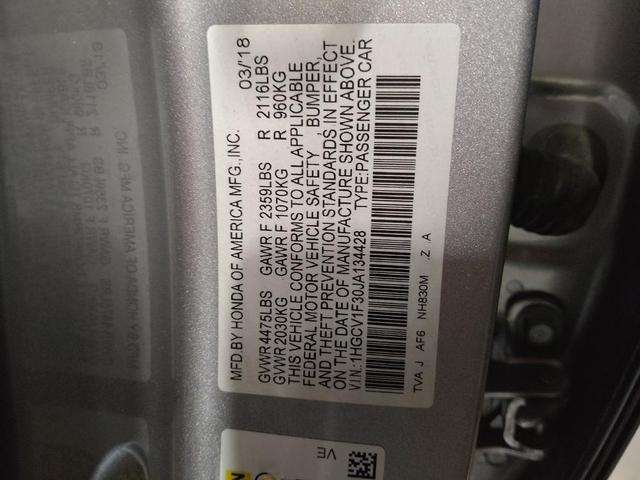 MFD.BY HONDA OF AMERICA MFG.,INC. 03/'18
GVWR 4475LBS GAWR F 2359LBS R 2116LBS
GVWR 2030KG GAWR F 1070KG R 960KG
THIS VEHICLE CONFORMS TO ALL APPLICABLE
FEDERAL MOTOR VEHICLE SAFETY , BUMPER,
AND THEFT PREVENTION STANDARDS IN EFFECT
ON THE DATE OF MANUFACTURE SHOWN ABOVE.
V.I.N.:1HGCV1F30JA134428 TYPE:PASSENGER CAR
TVA J AF6 NH830M .Z .A
VE